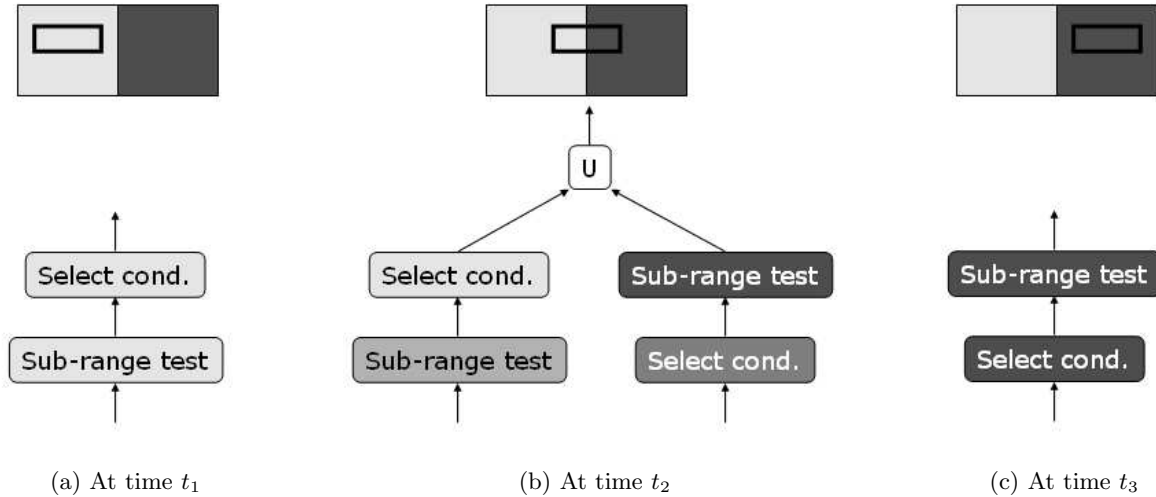 U
Select cond.
Sub-range test
Select cond.
Sub-range test
Sub-range test
Select cond.
Sub-range test
Select cond.
(a) At time t₁
(b) At time t₂
(c) At time t₃